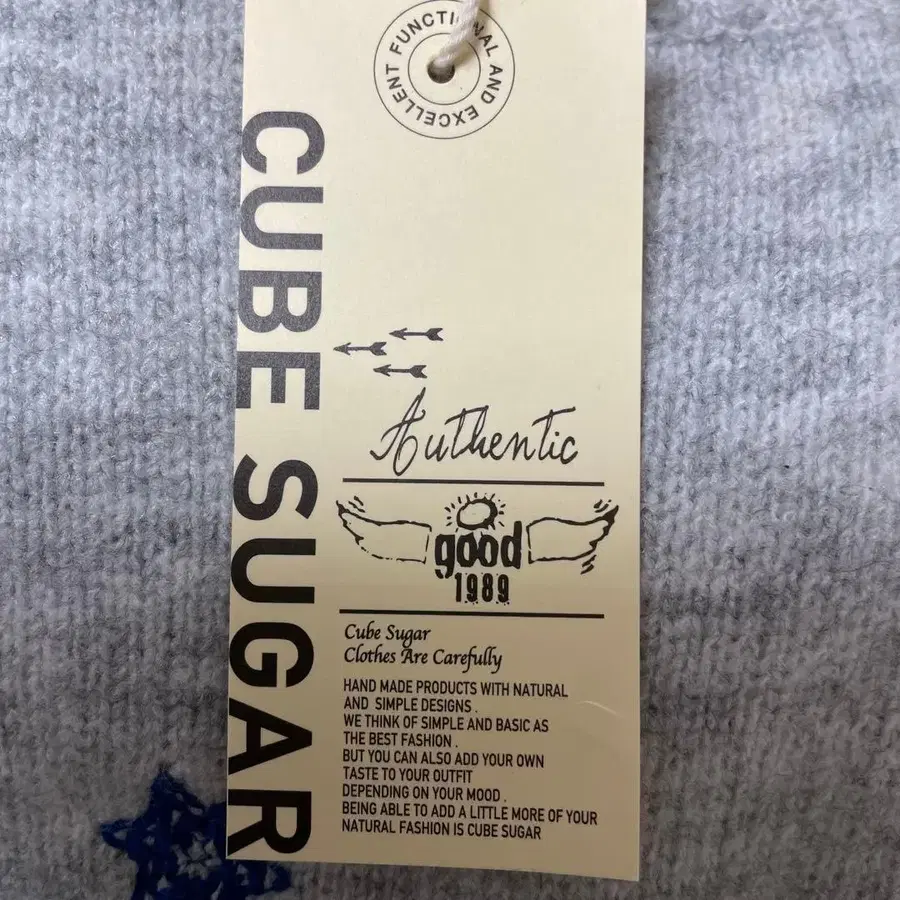 EXCELLENT FUNCTIONAL AND
CUBE SUGAR
Authentic
good
1989
Cube Sugar
Clothes Are Carefully
HAND MADE PRODUCTS WITH NATURAL
AND SIMPLE DESIGNS .
WE THINK OF SIMPLE AND BASIC AS
THE BEST FASHION .
BUT YOU CAN ALSO ADD YOUR OWN
TASTE TO YOUR OUTFIT
DEPENDING ON YOUR MOOD .
BEING ABLE TO ADD A LITTLE MORE OF YOUR
NATURAL FASHION IS CUBE SUGAR